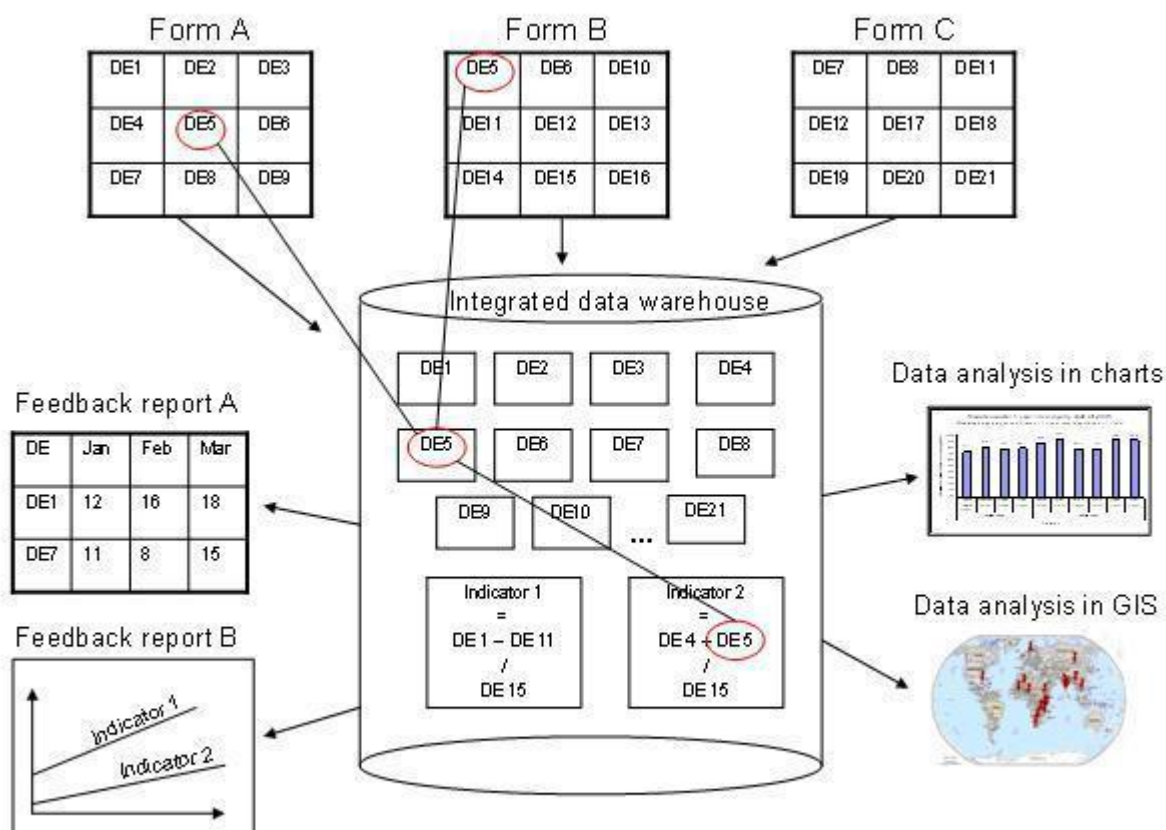 Form A
Form B
Form C
DE1 DE2 DE3
DE4 DE5 DE6
DE7 DE8 DE9
DE5 DE6 DE10
DE11 DE12 DE13
DE14 DE15 DE16
DE7 DE8 DE11
DE12 DE17 DE18
DE19 DE20 DE21
Integrated data warehouse
DE1 DE2 DE3 DE4
DE5 DE6 DE7 DE8
DE9 DE10 ... DE21
Indicator 1
=
DE 1 – DE 11
/
DE 15
Indicator 2
=
DE 4 + DE 5
/
DE 15
Feedback report A
DE Jan Feb Mar
DE1 12 16 18
DE7 11 8 15
Feedback report B
Indicator 1
Indicator 2
Data analysis in charts
Data analysis in GIS